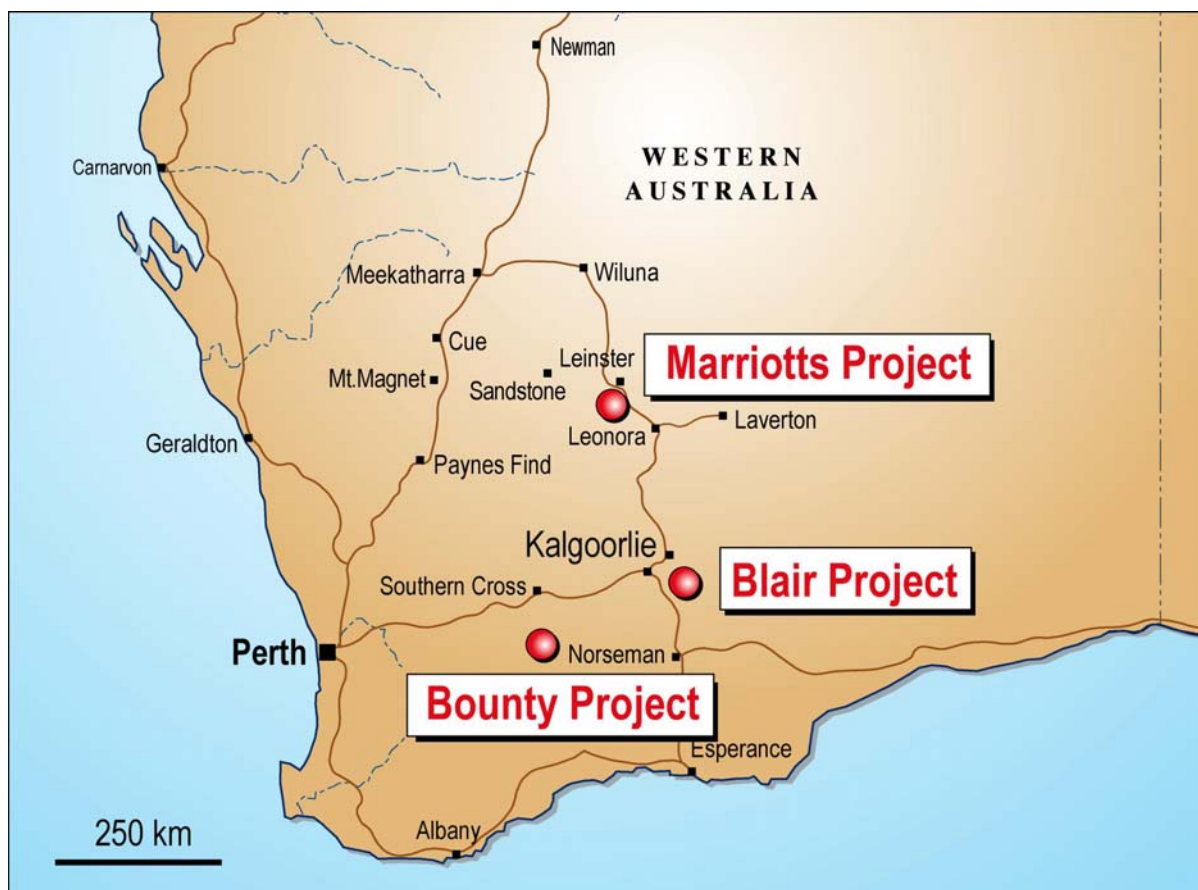 Newman
WESTERN
AUSTRALIA
Carnarvon
Meekatharra
Wiluna
Cue
Leinster
Marriotts Project
Mt.Magnet
Sandstone
Laverton
Leonora
Geraldton
Paynes Find
Kalgoorlie
Blair Project
Southern Cross
Perth
Norseman
Bounty Project
Esperance
250 km
Albany